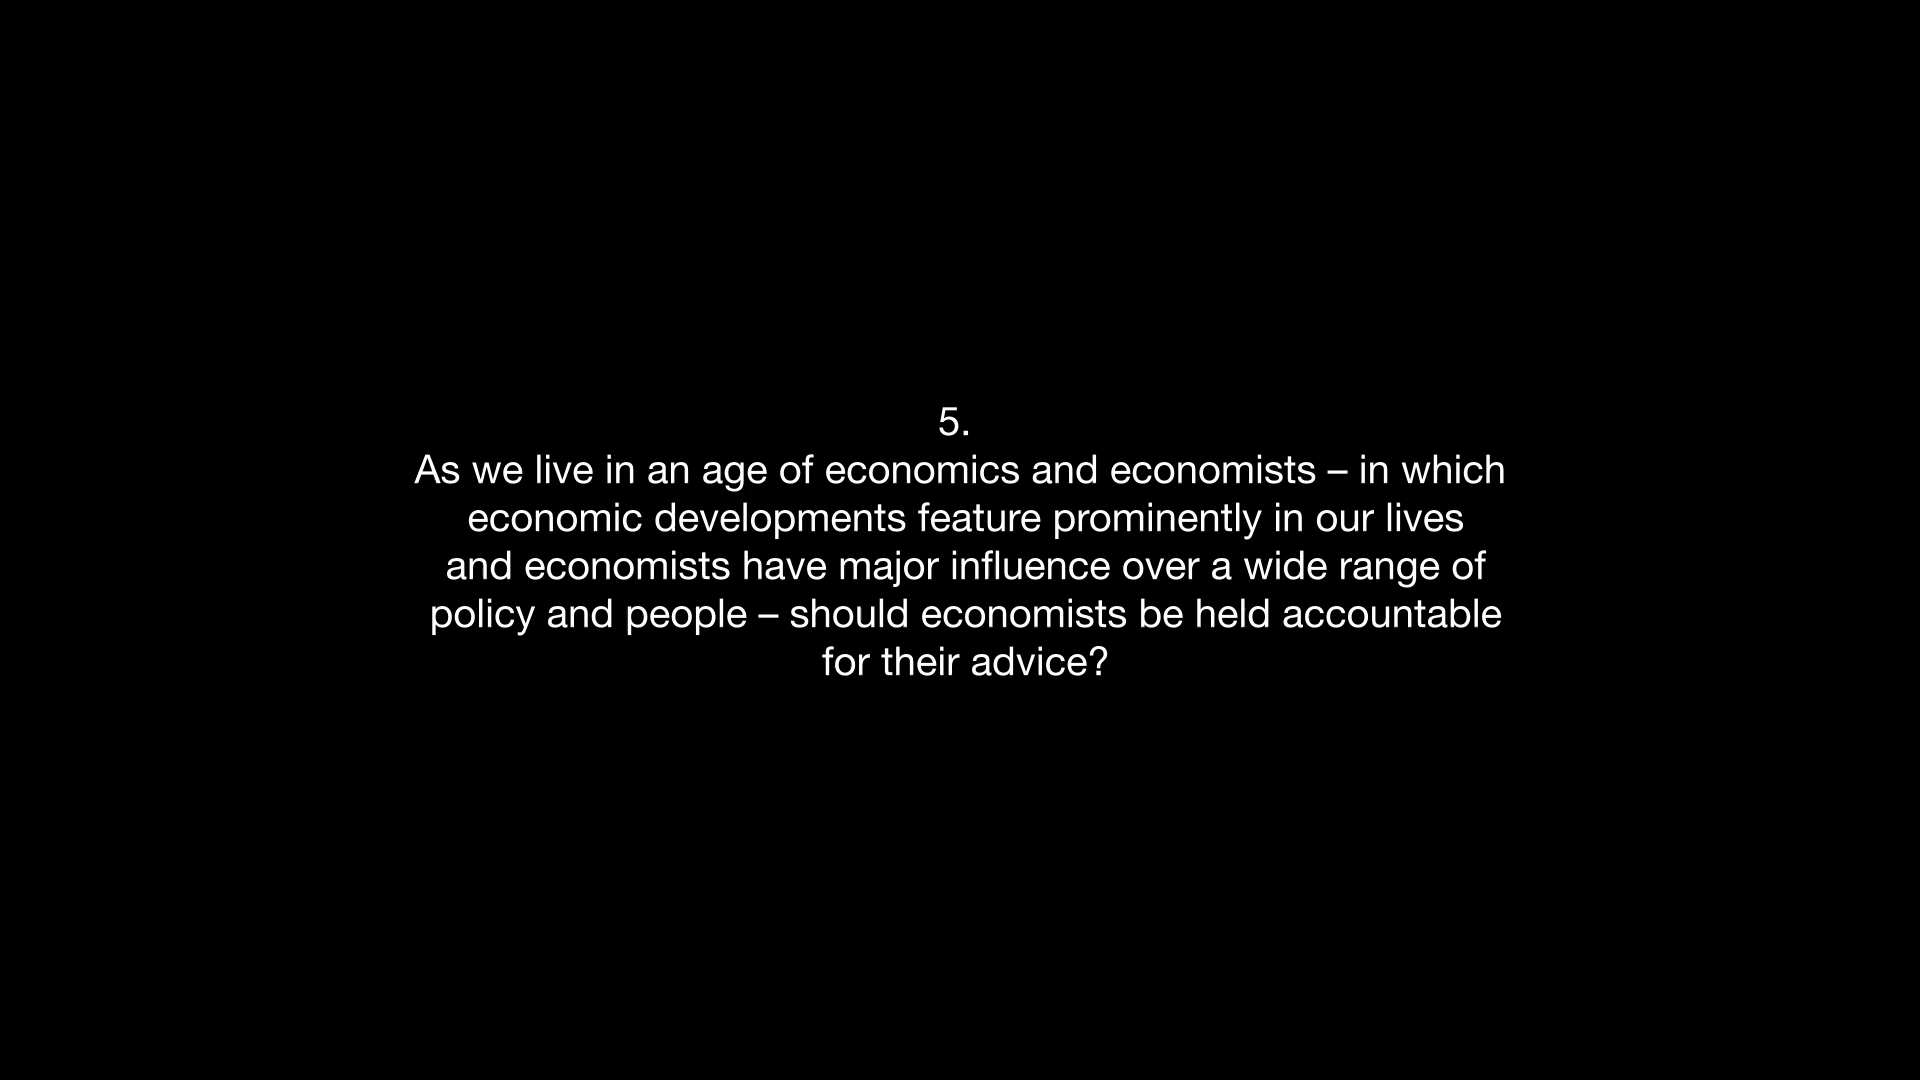 5.
As we live in an age of economics and economists – in which
economic developments feature prominently in our lives
and economists have major influence over a wide range of
policy and people – should economists be held accountable
for their advice?